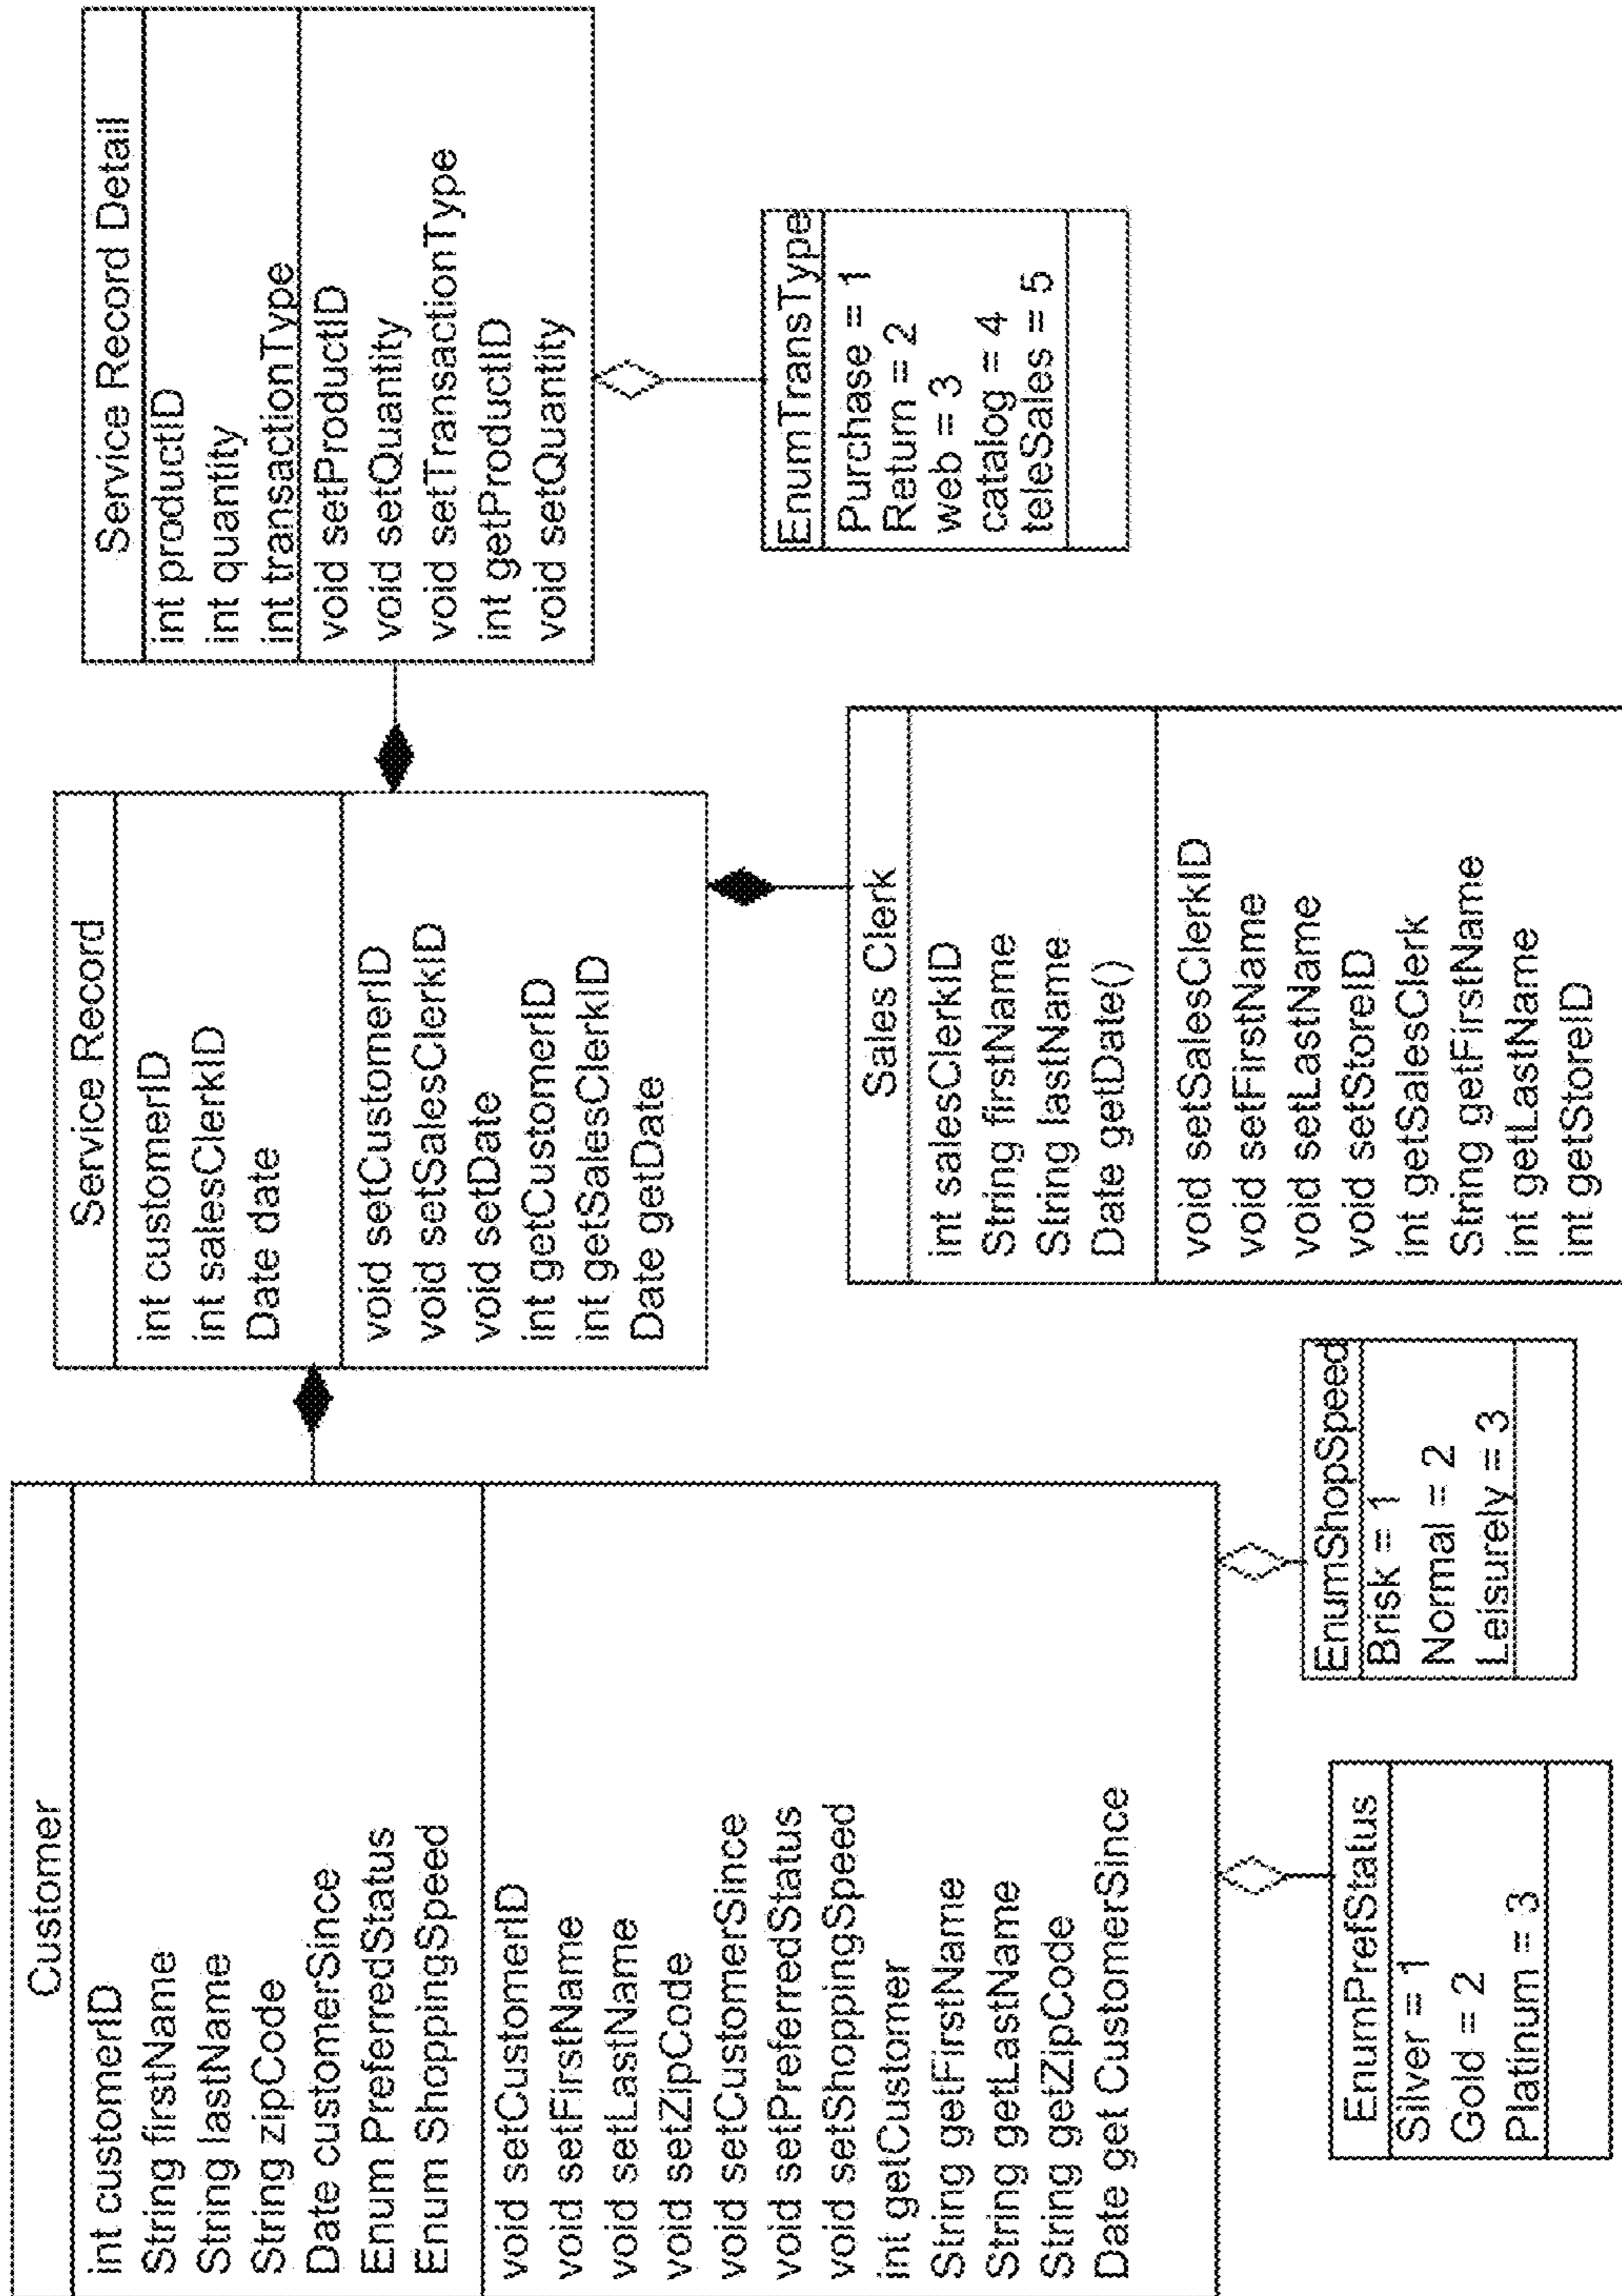 Customer
int customerID
String firstName
String lastName
String zipCode
Date customerSince
Enum PreferredStatus
Enum ShoppingSpeed
void setCustomerID
void setFirstName
void setLastName
void setZipCode
void setCustomerSince
void setPreferredStatus
void setShoppingSpeed
int getCustomer
String getFirstName
String getLastName
String getZipCode
Date get CustomerSince
EnumPrefStatus
Silver = 1
Gold = 2
Platinum = 3
EnumShopSpeed
Brisk = 1
Normal = 2
Leisurely = 3
Service Record
int customerID
int salesClerkID
Date date
void setCustomerID
void setSalesClerkID
void setDate
int getCustomerID
int getSalesClerkID
Date getDate
Sales Clerk
int salesClerkID
String firstName
String lastName
Date getDate()
void setSalesClerkID
void setFirstName
void setLastName
void setStoreID
int getSalesClerk
String getFirstName
int getLastName
int getStoreID
Service Record Detail
int productID
int quantity
int transactionType
void setProductID
void setQuantity
void setTransactionType
int getProductID
void setQuantity
EnumTransType
Purchase = 1
Return = 2
web = 3
catalog = 4
teleSales = 5